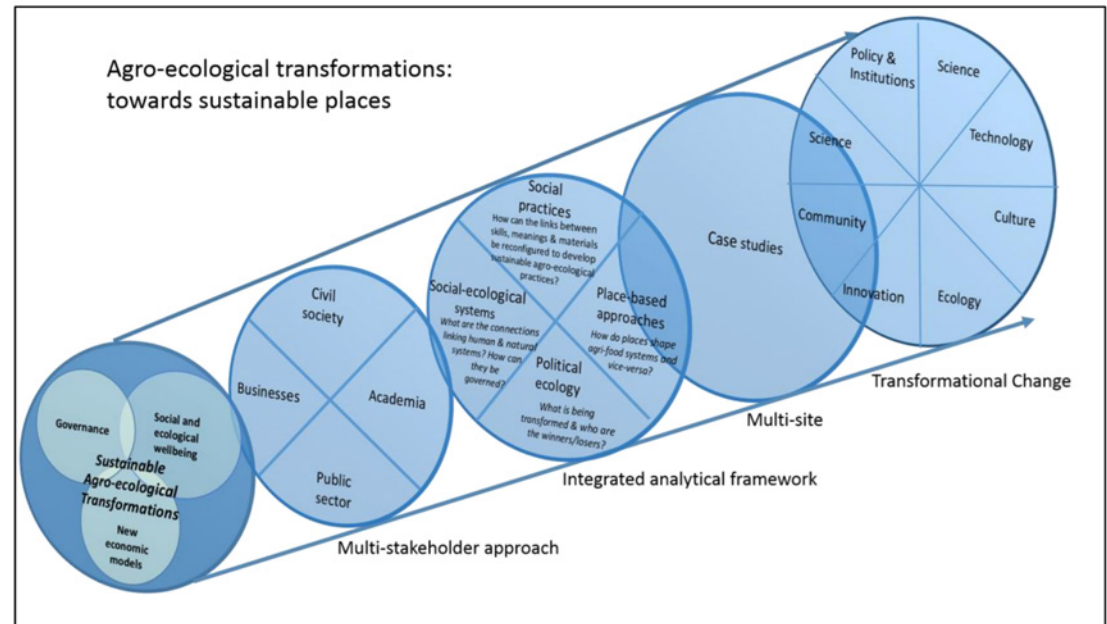 Agro-ecological transformations:
towards sustainable places
Governance
Social and
ecological
wellbeing
Sustainable
Agro-ecological
Transformations
New
economic
models
Civil
society
Businesses
Academia
Public
sector
Multi-stakeholder approach
Social
practices
How can the links between
skills, meanings & materials
be reconfigured to develop
sustainable agro-ecological
practices?
Social-ecological
systems
What are the connections
linking human & natural
systems? How can
they be
governed?
Place-based
approaches
How do places shape
agri-food systems and
vice-versa?
Political
ecology
What is being
transformed & who are
the winners/losers?
Integrated analytical framework
Case studies
Multi-site
Policy &
Institutions
Science
Technology
Culture
Ecology
Innovation
Community
Science
Transformational Change